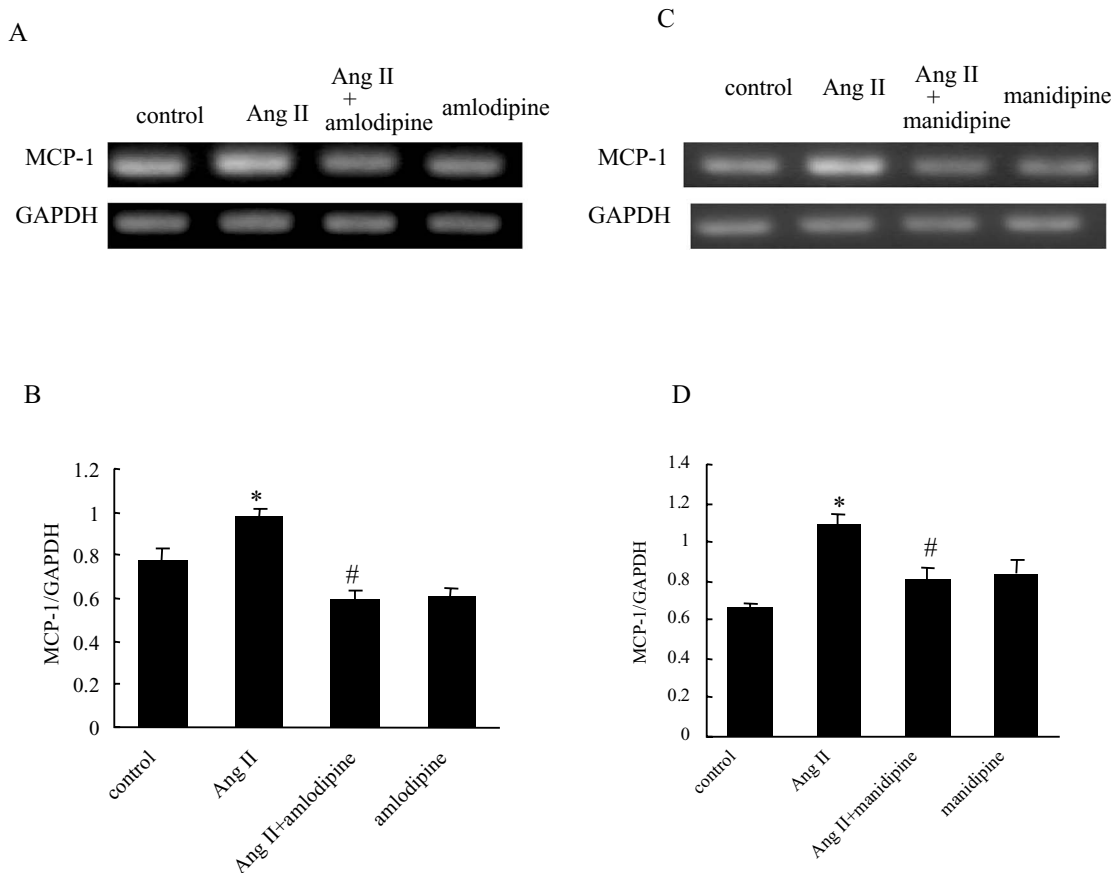 A
control
Ang II
Ang II
+
amlodipine
amlodipine
MCP-1
GAPDH
C
control
Ang II
Ang II
+
manidipine
manidipine
MCP-1
GAPDH
B
MCP-1/GAPDH
1.2
1
0.8
0.6
0.4
0.2
0
*
#
control
Ang II
Ang II+amlodipine
amlodipine
D
MCP-1/GAPDH
1.4
1.2
1
0.8
0.6
0.4
0.2
0
*
#
control
Ang II
Ang II+manidipine
manidipine